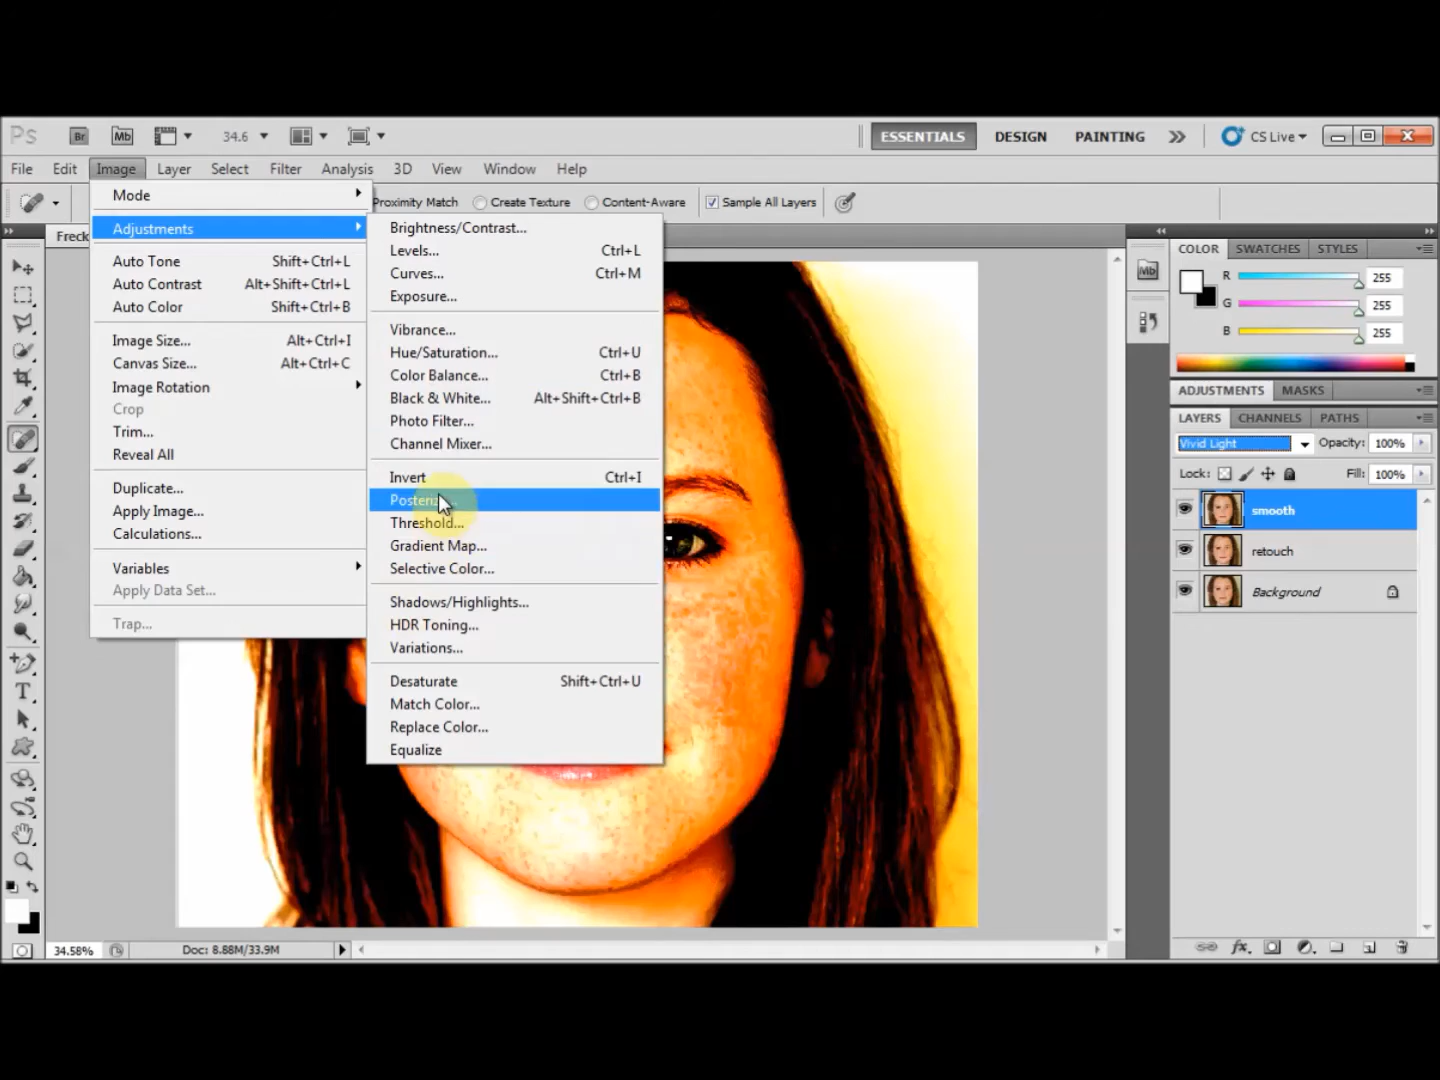 Ps Br Mb 34.6 ESSENTIALS DESIGN PAINTING CS Live
File Edit Image Layer Select Filter Analysis 3D View Window Help
Proximity Match Create Texture Content-Aware Sample All Layers
Freck
Mode
Adjustments
Auto Tone Shift+Ctrl+L
Auto Contrast Alt+Shift+Ctrl+L
Auto Color Shift+Ctrl+B
Image Size... Alt+Ctrl+I
Canvas Size... Alt+Ctrl+C
Image Rotation
Crop
Trim...
Reveal All
Duplicate...
Apply Image...
Calculations...
Variables
Apply Data Set...
Trap...
Brightness/Contrast...
Levels... Ctrl+L
Curves... Ctrl+M
Exposure...
Vibrance...
Hue/Saturation... Ctrl+U
Color Balance... Ctrl+B
Black & White... Alt+Shift+Ctrl+B
Photo Filter...
Channel Mixer...
Invert Ctrl+I
Threshold...
Gradient Map...
Selective Color...
Shadows/Highlights...
HDR Toning...
Variations...
Desaturate Shift+Ctrl+U
Match Color...
Replace Color...
Equalize
Mb
COLOR SWATCHES STYLES
R 255
G 255
B 255
ADJUSTMENTS MASKS
LAYERS CHANNELS PATHS
Vivid Light Opacity: 100%
Lock: Fill: 100%
smooth
retouch
Background
T
34.58% Doc: 8.88M/33.9M
fx